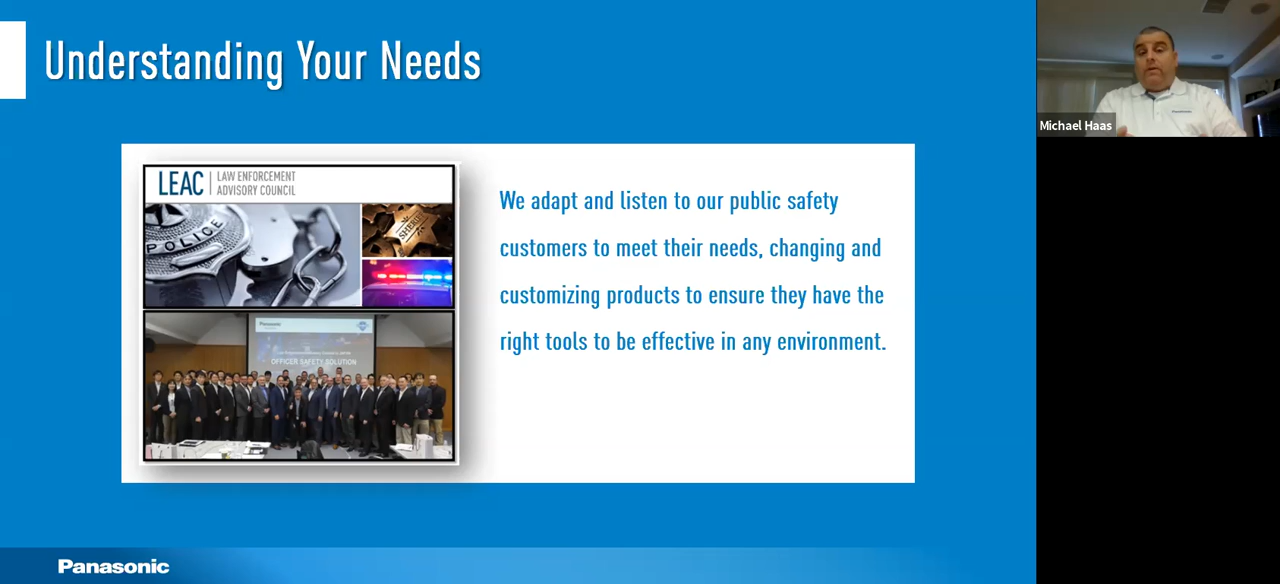 Understanding Your Needs
LEAC | LAW ENFORCEMENT
ADVISORY COUNCIL
POLICE
SHERIFF
Panasonic
OFFICER SAFETY SOLUTION
We adapt and listen to our public safety
customers to meet their needs, changing and
customizing products to ensure they have the
right tools to be effective in any environment.
Panasonic
Michael Haas